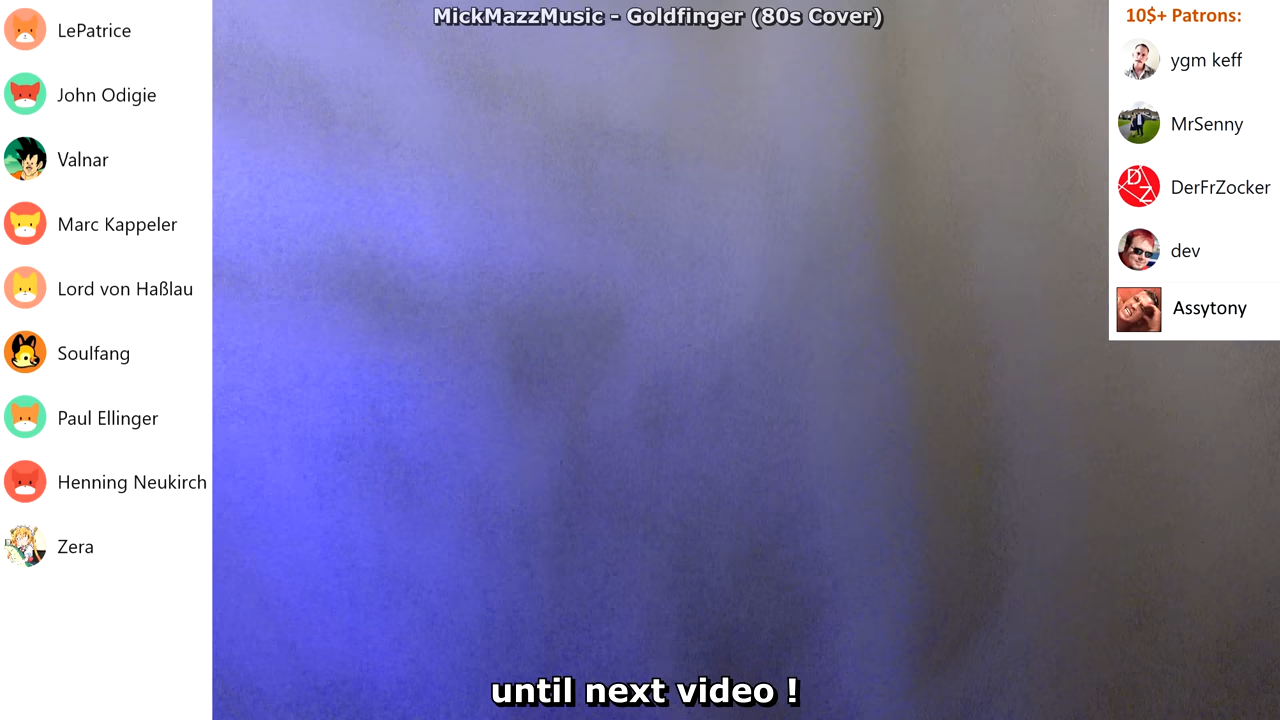 MickMazzMusic - Goldfinger (80s Cover)
LePatrice
John Odigie
Valnar
Marc Kappeler
Lord von Haßlau
Soulfang
Paul Ellinger
Henning Neukirch
Zera
10$+ Patrons:
ygm keff
MrSenny
DZ
DerFrZocker
dev
Assytony
until next video !